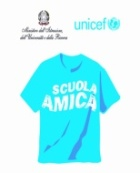 unicef
Ministero dell'Istruzione,
dell'Università e della Ricerca
SCUOLA
AMICA